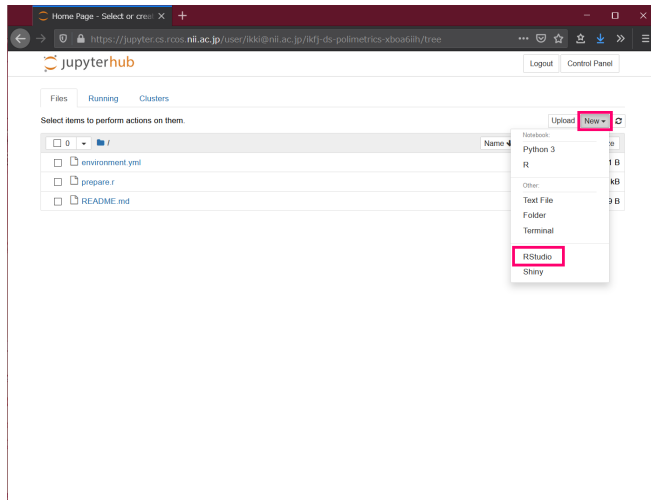 Home Page - Select or creat
https://jupyter.cs.rcos.nii.ac.jp/user/ikki@nii.ac.jp/ikfj-ds-polimetrics-xboa6iih/tree
jupyterhub
Logout Control Panel
Files Running Clusters
Select items to perform actions on them.
Upload New
0 / Name
Notebook:
Python 3
R
Other:
Text File
Folder
Terminal
RStudio
Shiny
environment.yml
prepare.r
kB
README.md